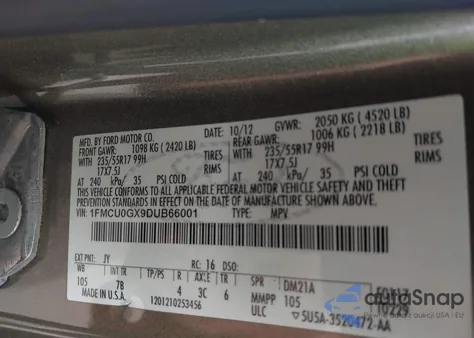 MFD. BY FORD MOTOR CO.
DATE: 10/12 GVWR: 2050 KG ( 4520 LB)
FRONT GAWR: 1098 KG ( 2420 LB) REAR GAWR: 1006 KG ( 2218 LB)
WITH 235/55R17 99H TIRES WITH 235/55R17 99H TIRES
17X7.5J RIMS 17X7.5J RIMS
AT 240 kPa/ 35 PSI COLD AT 240 kPa/ 35 PSI COLD
THIS VEHICLE CONFORMS TO ALL APPLICABLE FEDERAL MOTOR VEHICLE SAFETY AND THEFT PREVENTION STANDARDS IN EFFECT ON THE DATE OF MANUFACTURE SHOWN ABOVE.
VIN: 1FMCU0GX9DUB66001 TYPE: MPV
EXT PNT: JY RC: 16 DSO:
WB INT TR TP/PS R AXLE TR SPR DM21A
105 7B 4 3C 6 MMPP 105
MADE IN U.S.A. 1201210253456 ULC 5U5A-3520472-AA
autoSnap